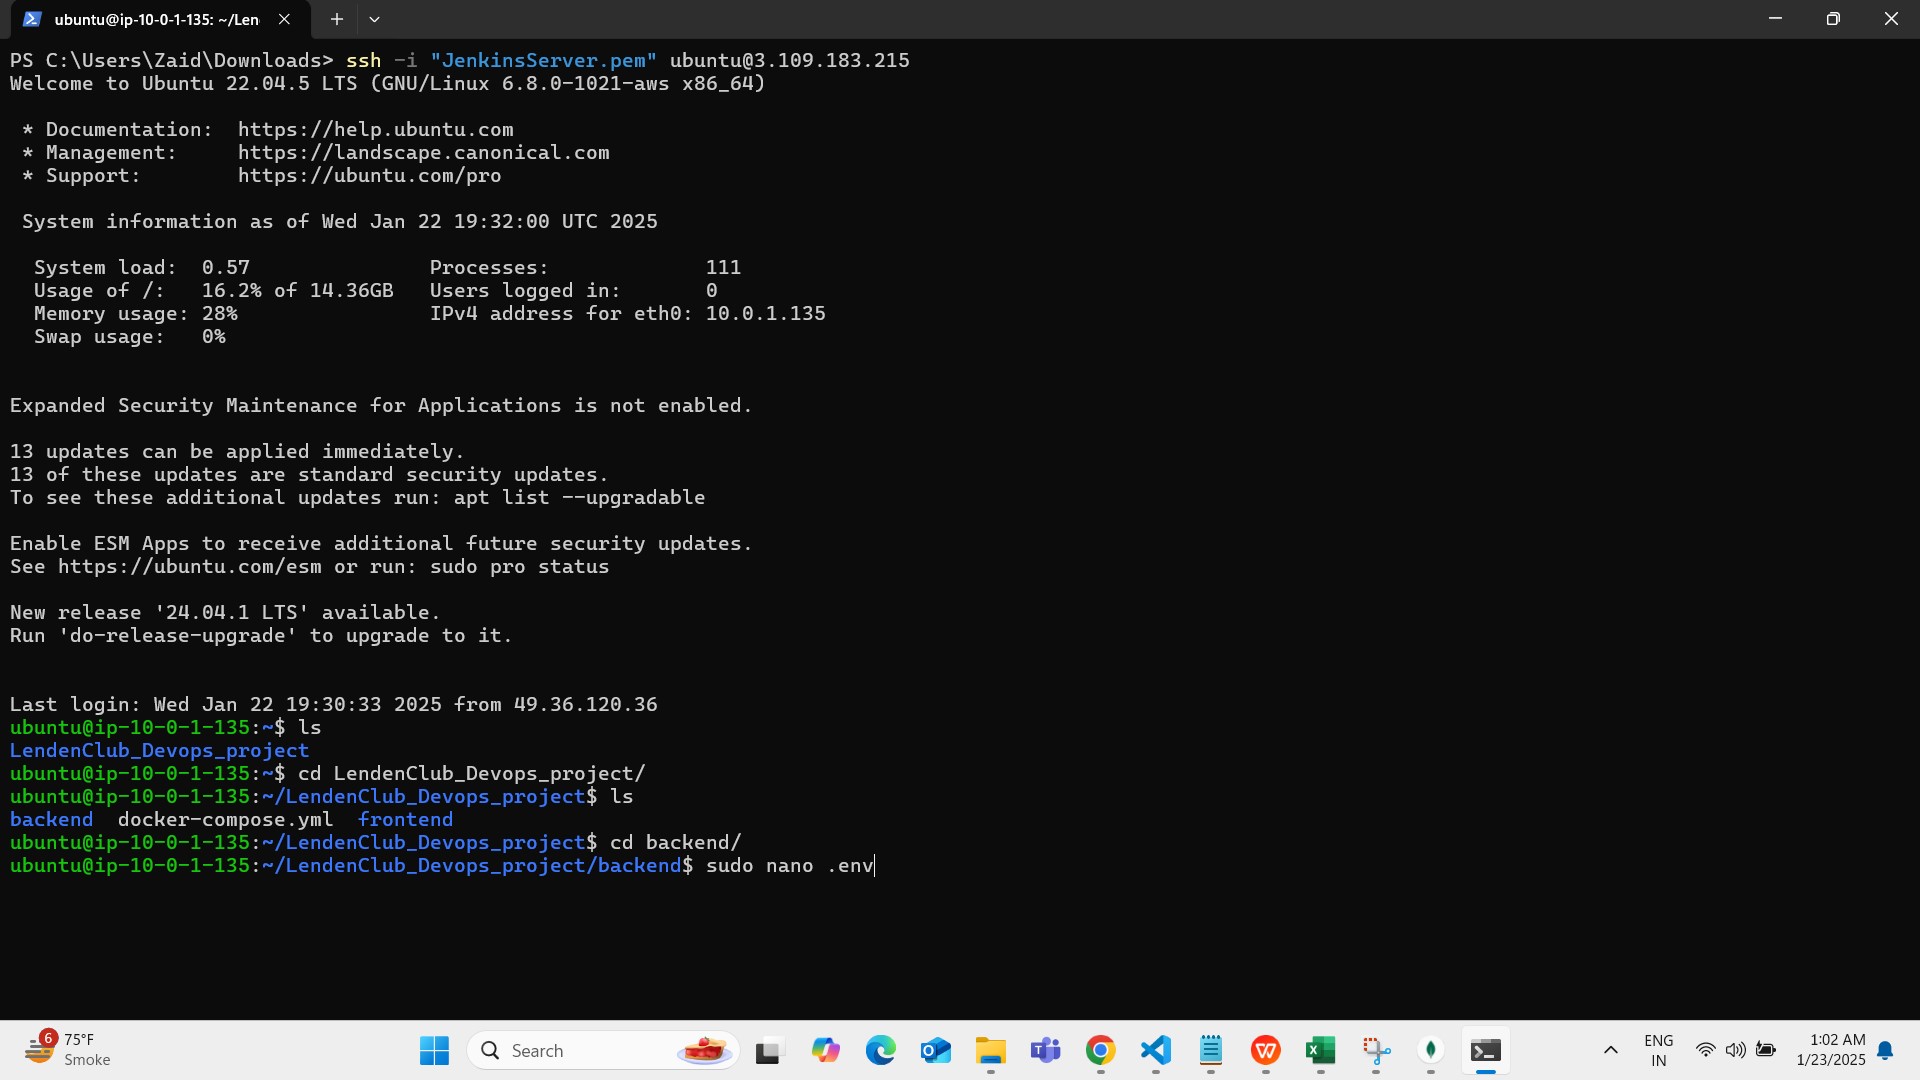 ubuntu@ip-10-0-1-135: ~/Len
PS C:\Users\Zaid\Downloads> ssh -i "JenkinsServer.pem" ubuntu@3.109.183.215
Welcome to Ubuntu 22.04.5 LTS (GNU/Linux 6.8.0-1021-aws x86_64)
* Documentation:  https://help.ubuntu.com
* Management:     https://landscape.canonical.com
* Support:        https://ubuntu.com/pro
System information as of Wed Jan 22 19:32:00 UTC 2025
System load:  0.57               Processes:             111
Usage of /:   16.2% of 14.36GB   Users logged in:       0
Memory usage: 28%                IPv4 address for eth0: 10.0.1.135
Swap usage:   0%
Expanded Security Maintenance for Applications is not enabled.
13 updates can be applied immediately.
13 of these updates are standard security updates.
To see these additional updates run: apt list --upgradable
Enable ESM Apps to receive additional future security updates.
See https://ubuntu.com/esm or run: sudo pro status
New release '24.04.1 LTS' available.
Run 'do-release-upgrade' to upgrade to it.
Last login: Wed Jan 22 19:30:33 2025 from 49.36.120.36
ubuntu@ip-10-0-1-135:~$ ls
LendenClub_Devops_project
ubuntu@ip-10-0-1-135:~$ cd LendenClub_Devops_project/
ubuntu@ip-10-0-1-135:~/LendenClub_Devops_project$ ls
backend  docker-compose.yml  frontend
ubuntu@ip-10-0-1-135:~/LendenClub_Devops_project$ cd backend/
ubuntu@ip-10-0-1-135:~/LendenClub_Devops_project/backend$ sudo nano .env
6
75°F
Smoke
Search
ENG
IN
1:02 AM
1/23/2025